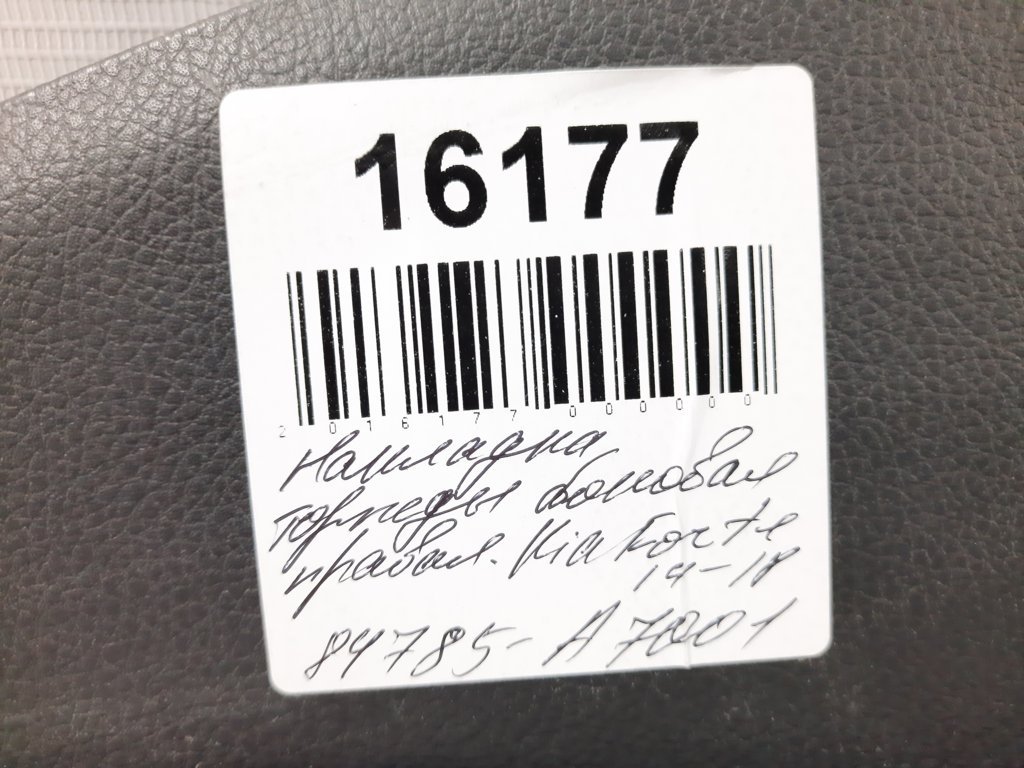 16177
2016177000000
Накладка
торпеды боковая
правая. Kia Forte
14-18
84785-A7001